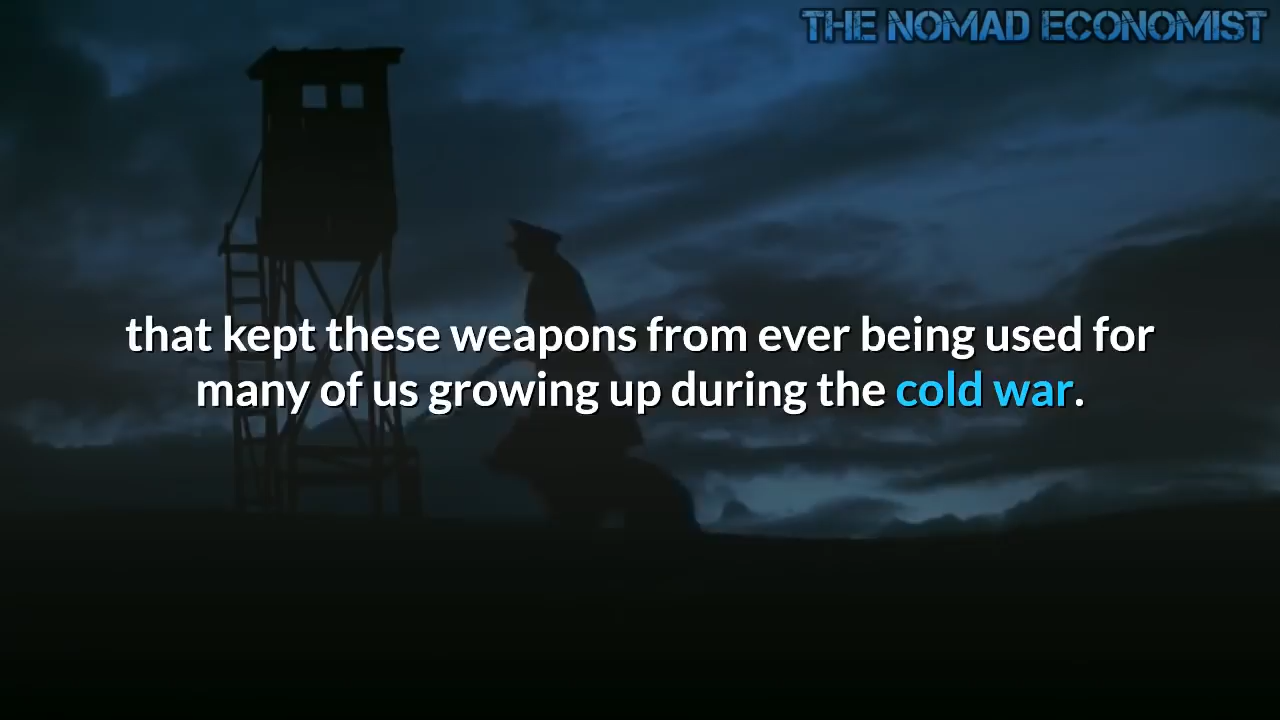 THE NOMAD ECONOMIST
that kept these weapons from ever being used for
many of us growing up during the cold war.